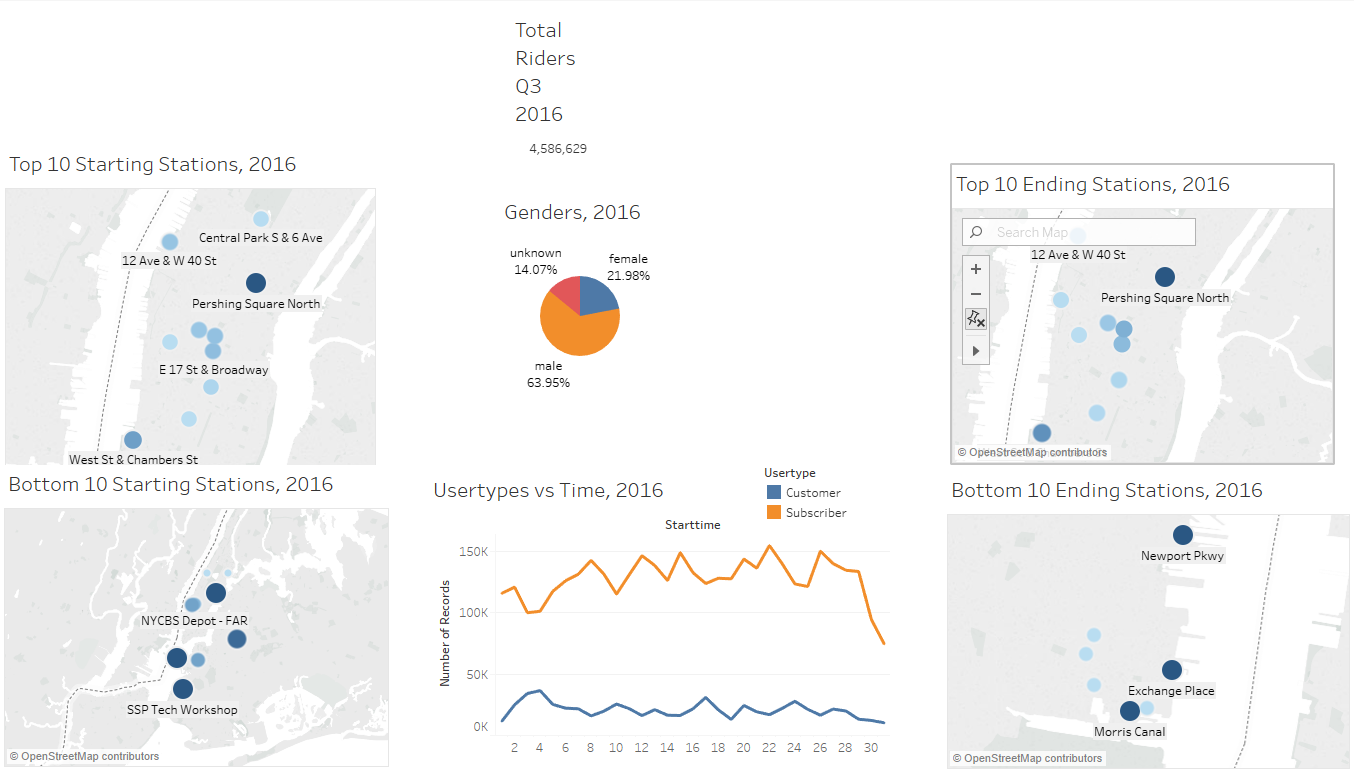 Total
Riders
Q3
2016
4,586,629
Top 10 Starting Stations, 2016
Central Park S & 6 Ave
12 Ave & W 40 St
Pershing Square North
E 17 St & Broadway
West St & Chambers St
Genders, 2016
unknown
14.07%
female
21.98%
male
63.95%
Top 10 Ending Stations, 2016
Search Map
12 Ave & W 40 St
Pershing Square North
© OpenStreetMap contributors
Bottom 10 Starting Stations, 2016
NYCBS Depot - FAR
SSP Tech Workshop
© OpenStreetMap contributors
Usertypes vs Time, 2016
Usertype
Customer
Subscriber
Starttime
Number of Records
150K
100K
50K
0K
2 4 6 8 10 12 14 16 18 20 22 24 26 28 30
Bottom 10 Ending Stations, 2016
Newport Pkwy
Exchange Place
Morris Canal
© OpenStreetMap contributors